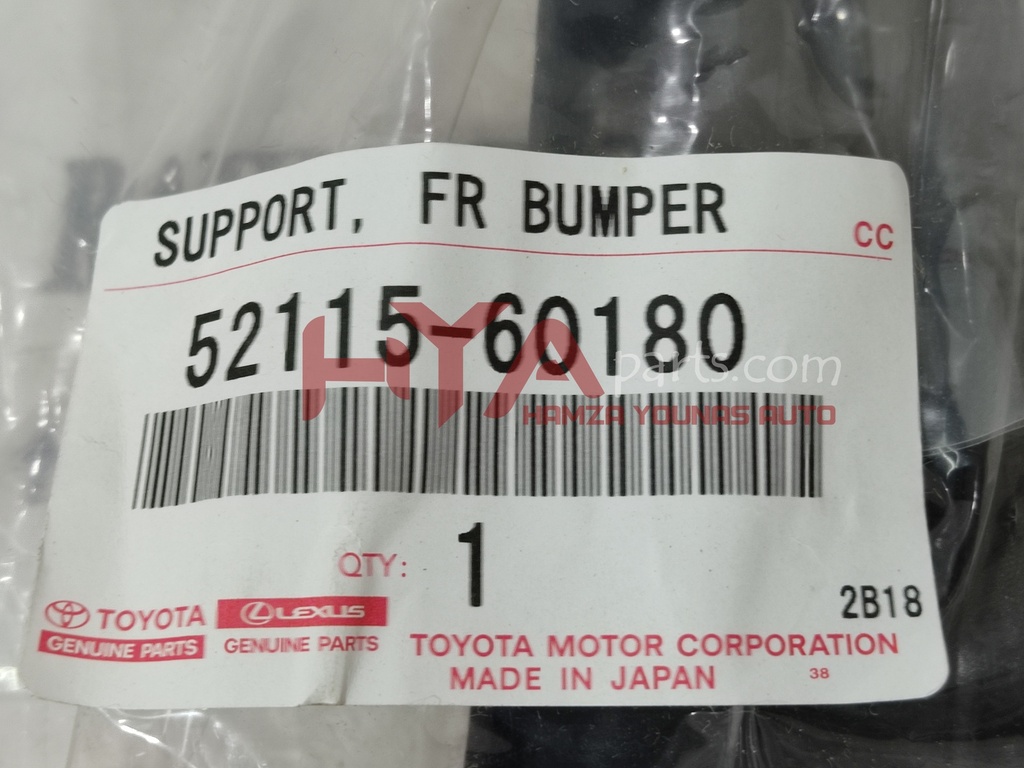 SUPPORT, FR BUMPER
CC
52115-60180
HYA parts.com
HAMZA YOUNAS AUTO
QTY: 1
2B18
TOYOTA
GENUINE PARTS
LEXUS
GENUINE PARTS
TOYOTA MOTOR CORPORATION
MADE IN JAPAN
38